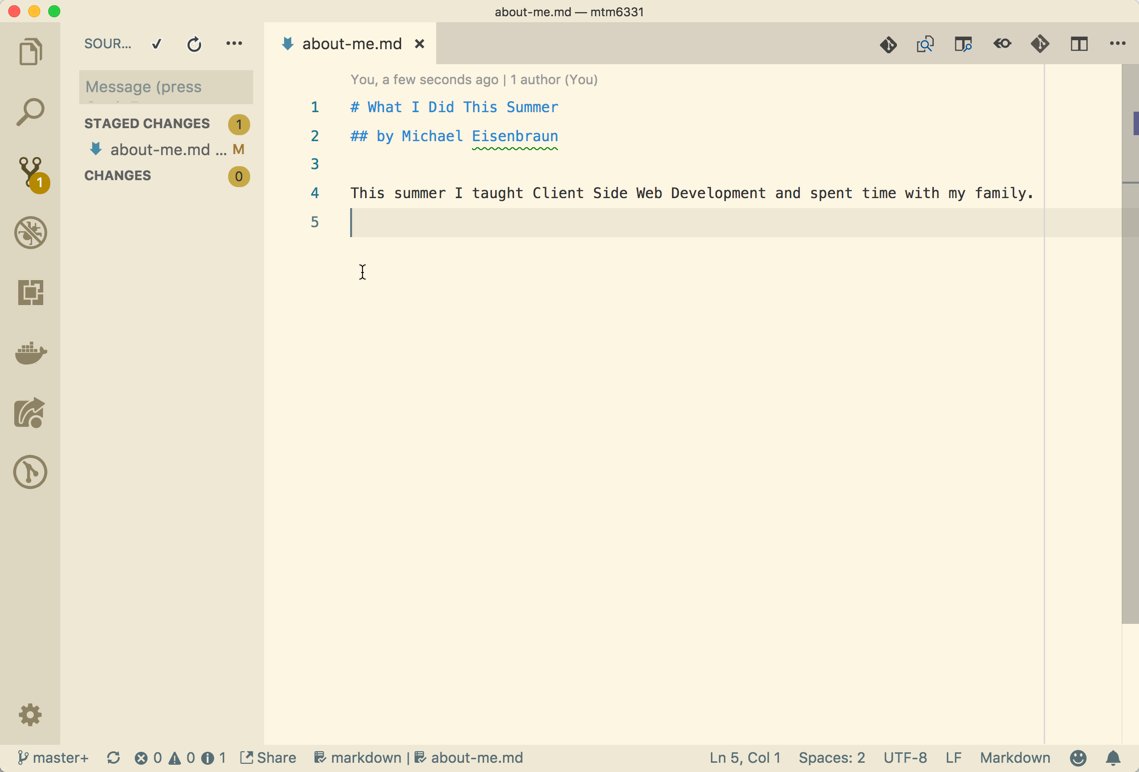 about-me.md — mtm6331
SOUR...
about-me.md
Message (press
STAGED CHANGES 1
about-me.md ... M
CHANGES 0
1
You, a few seconds ago | 1 author (You)
1 # What I Did This Summer
2 ## by Michael Eisenbraun
3
4 This summer I taught Client Side Web Development and spent time with my family.
5
master+ 0 0 1 Share markdown | about-me.md Ln 5, Col 1 Spaces: 2 UTF-8 LF Markdown